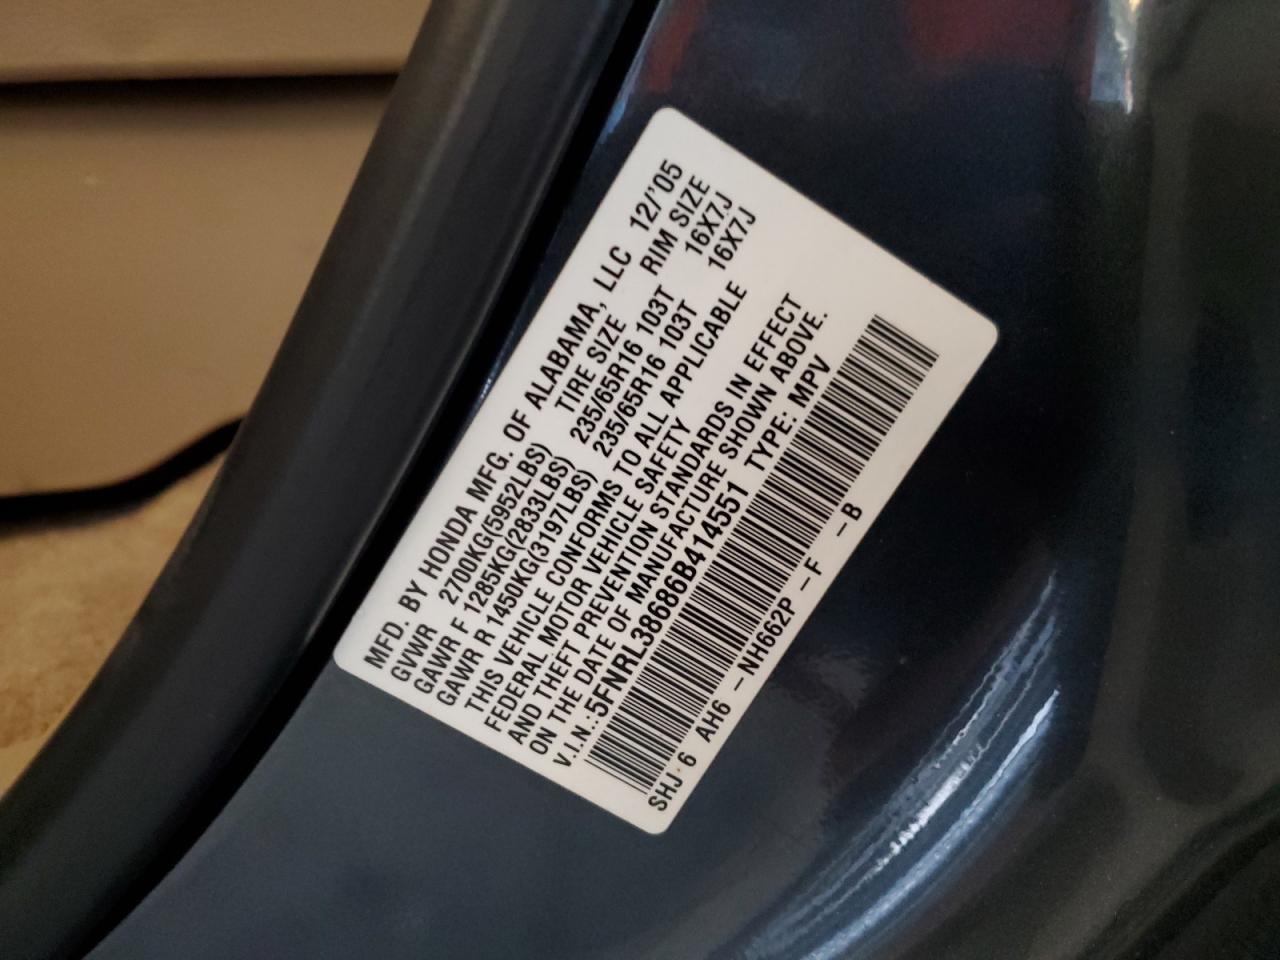 MFD. BY HONDA MFG. OF ALABAMA, LLC 12/'05
GVWR 2700KG(5952LBS) TIRE SIZE RIM SIZE
GAWR F 1285KG(2833LBS) 235/65R16 103T 16X7J
GAWR R 1450KG(3197LBS) 235/65R16 103T 16X7J
THIS VEHICLE CONFORMS TO ALL APPLICABLE
FEDERAL MOTOR VEHICLE SAFETY
AND THEFT PREVENTION STANDARDS IN EFFECT
ON THE DATE OF MANUFACTURE SHOWN ABOVE.
V.I.N.:5FNRL38686B414551 TYPE: MPV
SHJ 6 AH6 -NH662P -F -B